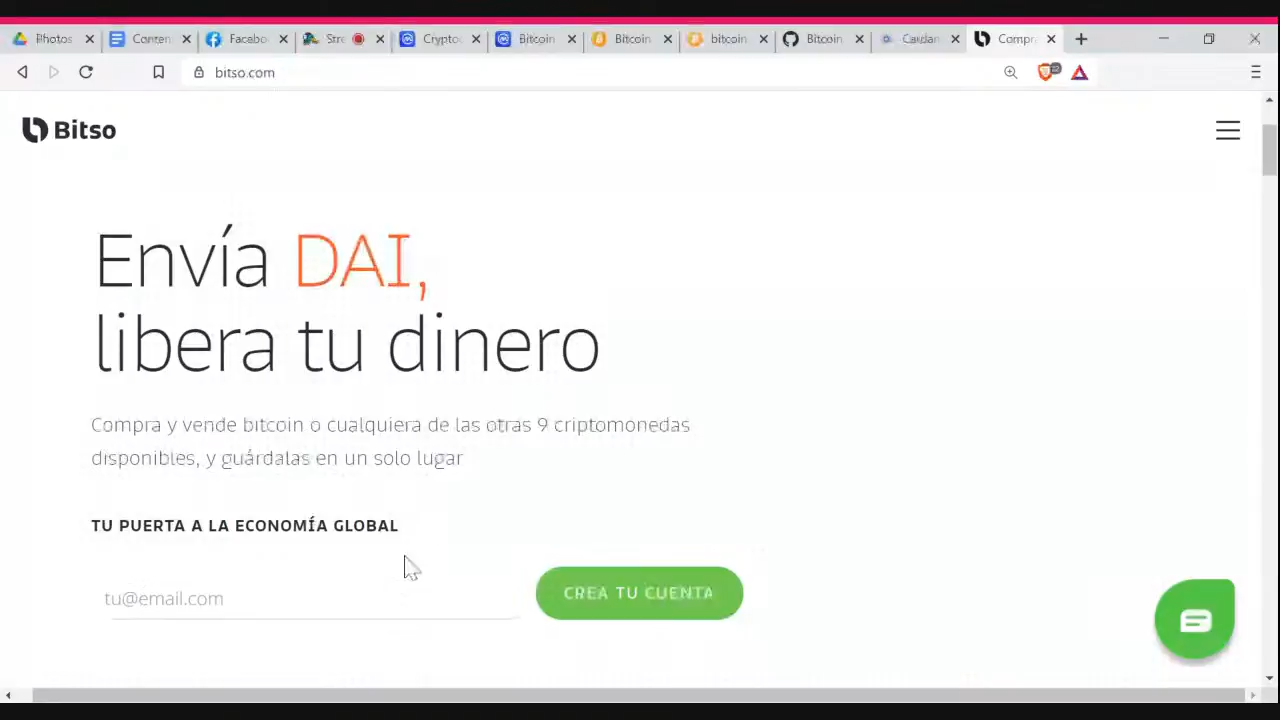 Photos
Conten
Facebo
Stre
Crypto
Bitcoin
Bitcoin
bitcoin
Bitcoin
Cardan
Compr
bitso.com
Bitso
Envía DAI,
libera tu dinero
Compra y vende bitcoin o cualquiera de las otras 9 criptomonedas
disponibles, y guárdalas en un solo lugar
TU PUERTA A LA ECONOMÍA GLOBAL
tu@email.com
CREA TU CUENTA